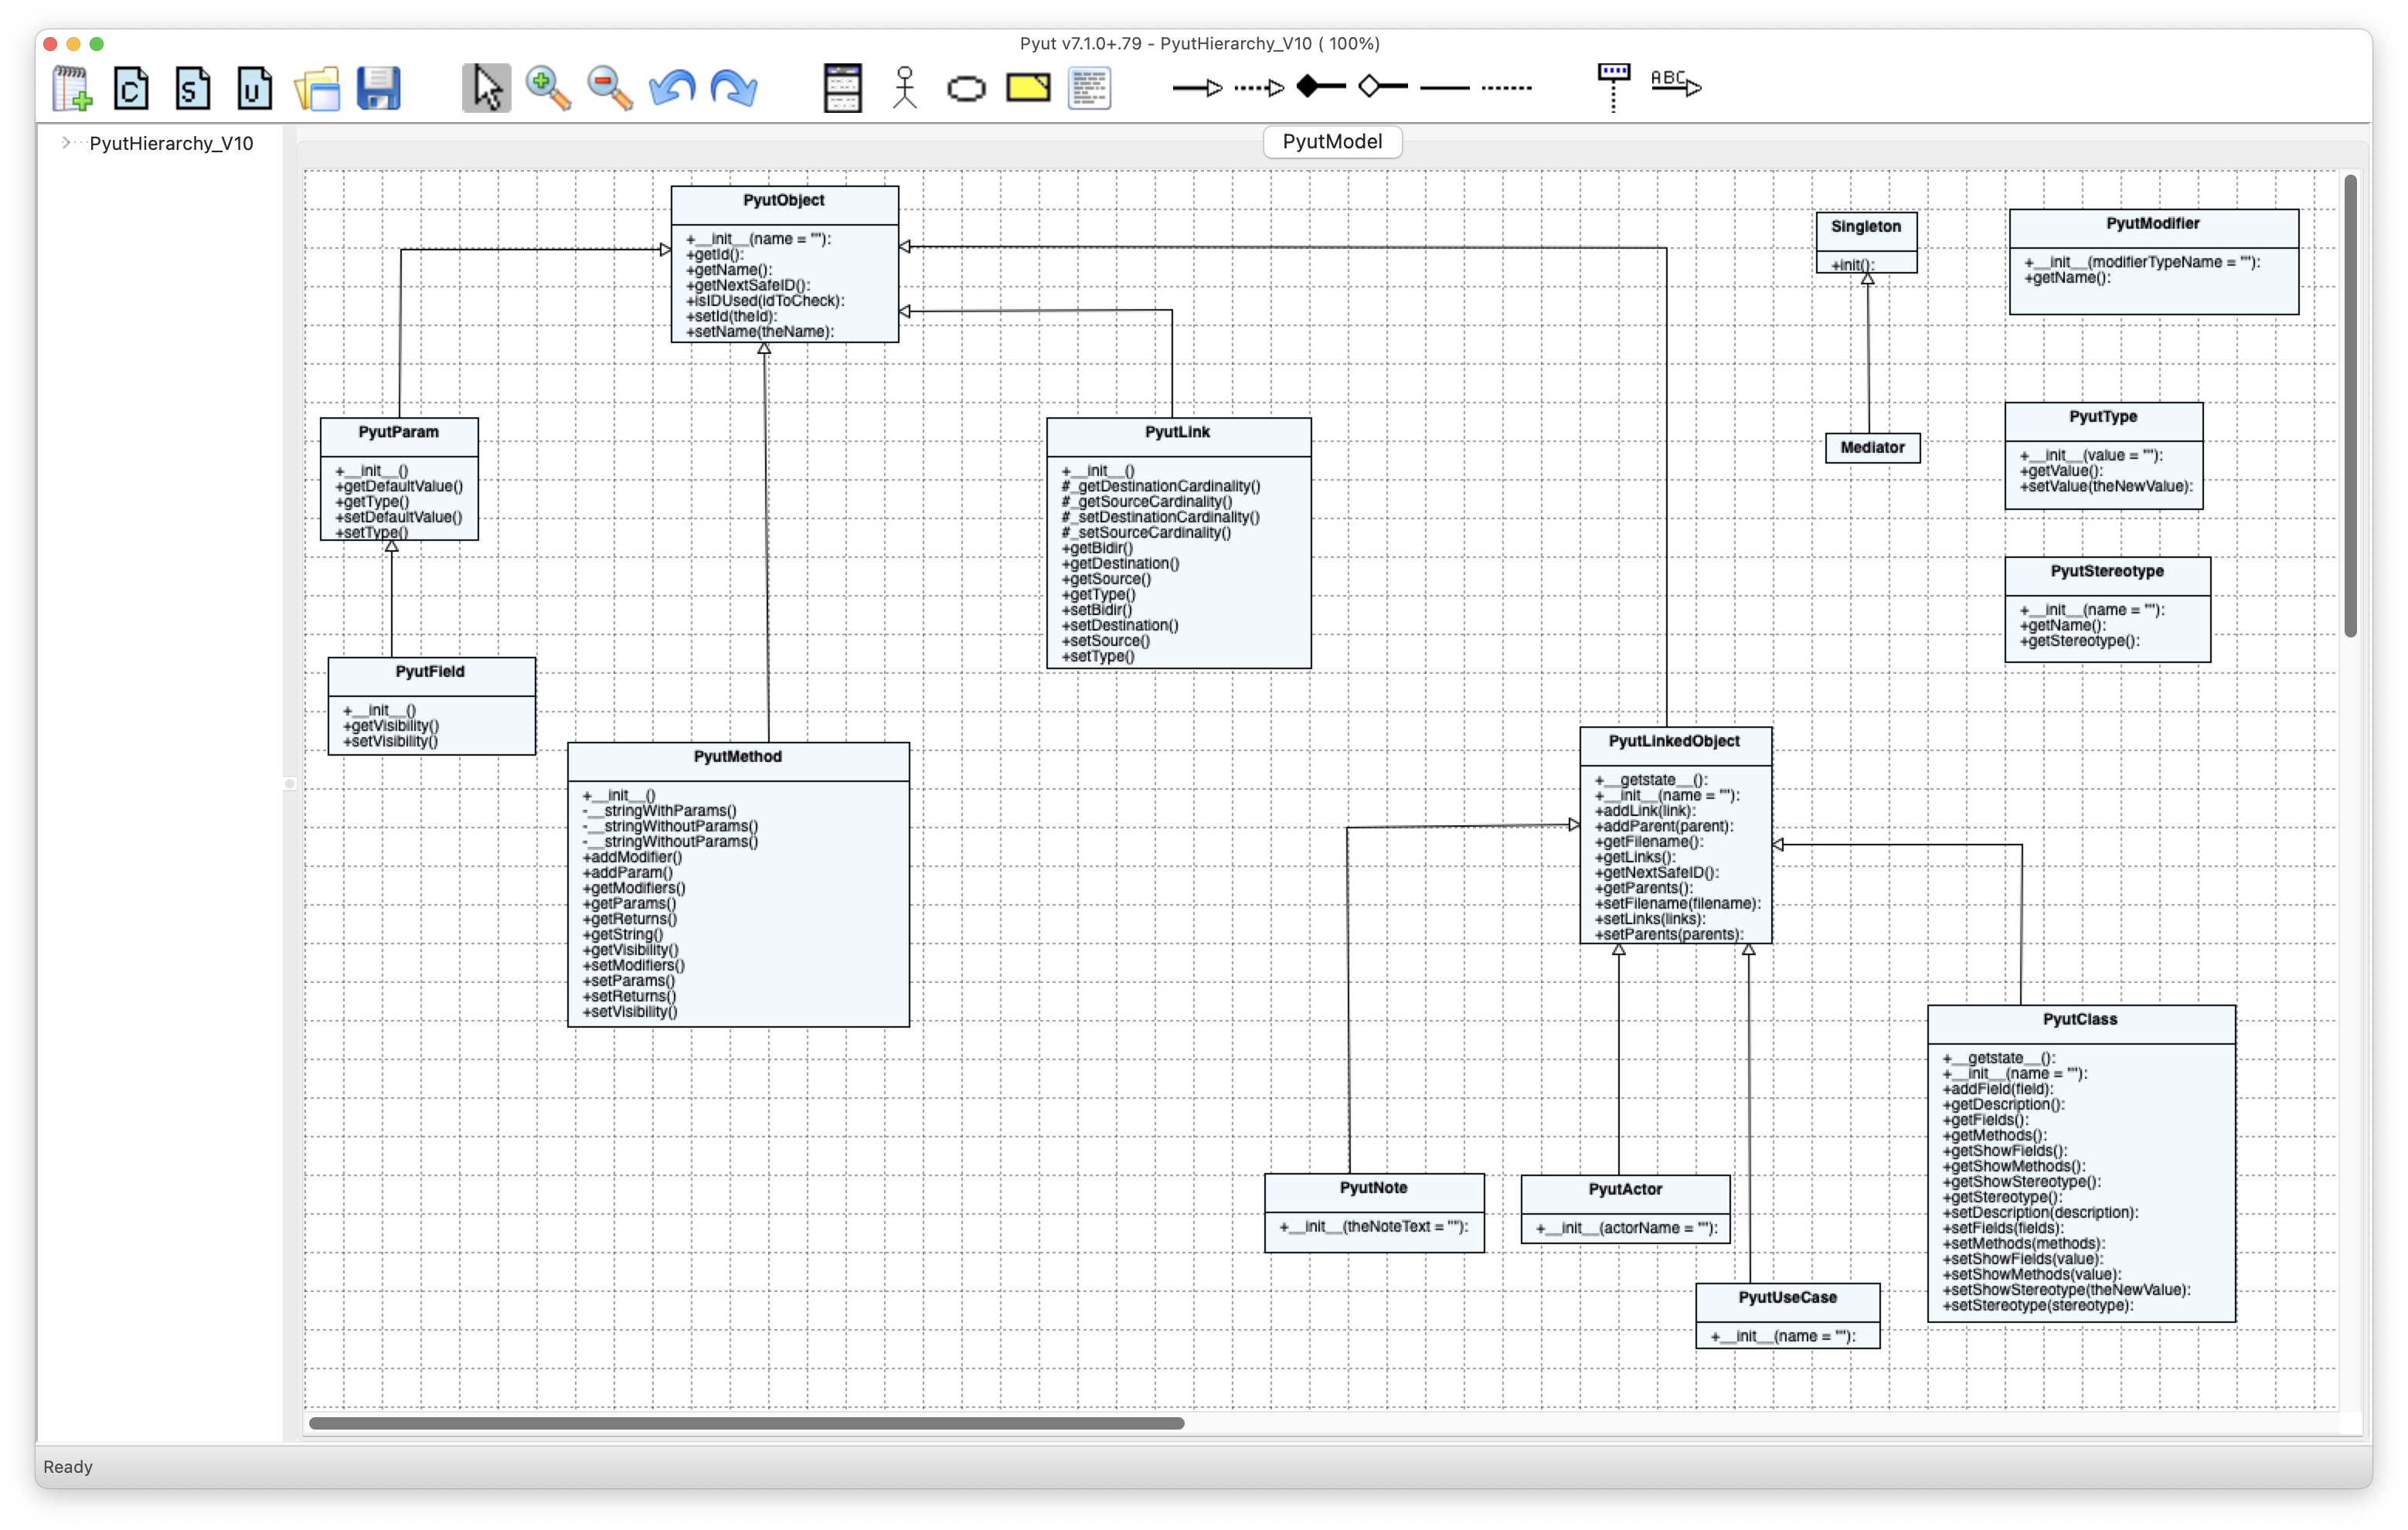 Pyut v7.1.0+.79 - PyutHierarchy_V10 ( 100%)
C
S
U
ABC
PyutHierarchy_V10
PyutModel
PyutObject
+__init__(name = ""):
+getId():
+getName():
+getNextSafeID():
+isIDUsed(idToCheck):
+setId(theId):
+setName(theName):
Singleton
+init():
PyutModifier
+__init__(modifierTypeName = ""):
+getName():
PyutParam
+__init__()
+getDefaultValue()
+getType()
+setDefaultValue()
+setType()
PyutLink
+__init__()
#_getDestinationCardinality()
#_getSourceCardinality()
#_setDestinationCardinality()
#_setSourceCardinality()
+getBidir()
+getDestination()
+getSource()
+getType()
+setBidir()
+setDestination()
+setSource()
+setType()
Mediator
PyutType
+__init__(value = ""):
+getValue():
+setValue(theNewValue):
PyutStereotype
+__init__(name = ""):
+getName():
+getStereotype():
PyutField
+__init__()
+getVisibility()
+setVisibility()
PyutMethod
+__init__()
-__stringWithParams()
-__stringWithoutParams()
-__stringWithoutParams()
+addModifier()
+addParam()
+getModifiers()
+getParams()
+getReturns()
+getString()
+getVisibility()
+setModifiers()
+setParams()
+setReturns()
+setVisibility()
PyutLinkedObject
+__getstate__():
+__init__(name = ""):
+addLink(link):
+addParent(parent):
+getFilename():
+getLinks():
+getNextSafeID():
+getParents():
+setFilename(filename):
+setLinks(links):
+setParents(parents):
PyutClass
+__getstate__():
+__init__(name = ""):
+addField(field):
+getDescription():
+getFields():
+getMethods():
+getShowFields():
+getShowMethods():
+getShowStereotype():
+getStereotype():
+setDescription(description):
+setFields(fields):
+setMethods(methods):
+setShowFields(value):
+setShowMethods(value):
+setShowStereotype(theNewValue):
+setStereotype(stereotype):
PyutNote
+__init__(theNoteText = ""):
PyutActor
+__init__(actorName = ""):
PyutUseCase
+__init__(name = ""):
Ready